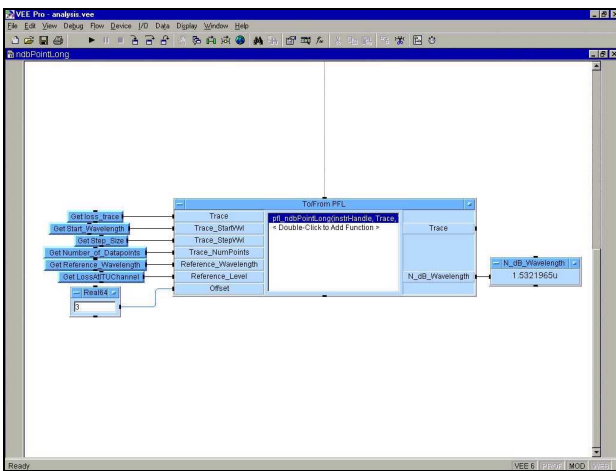 VEE Pro - analysis.vee
File Edit View Debug Flow Device I/O Data Display Window Help
ndbPointLong
To/From PFL
Get loss_trace
Get Start_Wavelength
Get Step_Size
Get Number_of_Datapoints
Get Reference_Wavelength
Get LossAtITUChannel
Real64
3
Trace
Trace_StartWvl
Trace_StepWvl
Trace_NumPoints
Reference_Wavelength
Reference_Level
Offset
pfl_ndbPointLong(instrHandle, Trace,
< Double-Click to Add Function >
Trace
N_dB_Wavelength
N_dB_Wavelength
1.5321965u
Ready
VEE 6 PROF MOD WEB